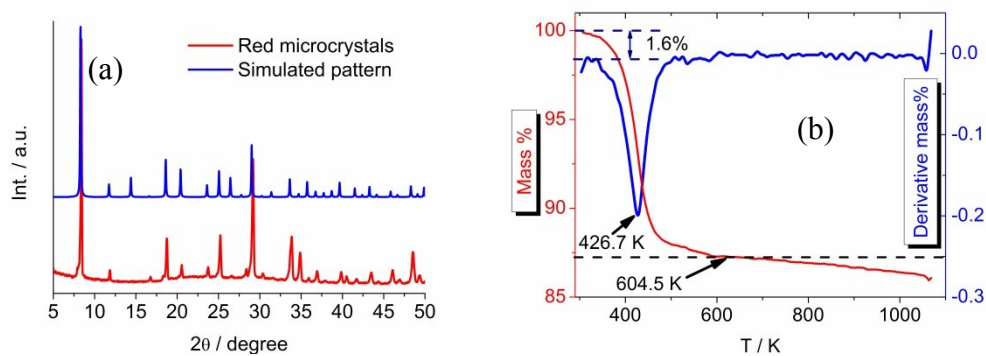 (a)
Red microcrystals
Simulated pattern
Int. / a.u.
5 10 15 20 25 30 35 40 45 50
2θ / degree
(b)
100
95
90
85
Mass %
1.6%
426.7 K
604.5 K
400 600 800 1000
T / K
0.0
-0.1
-0.2
-0.3
Derivative mass%